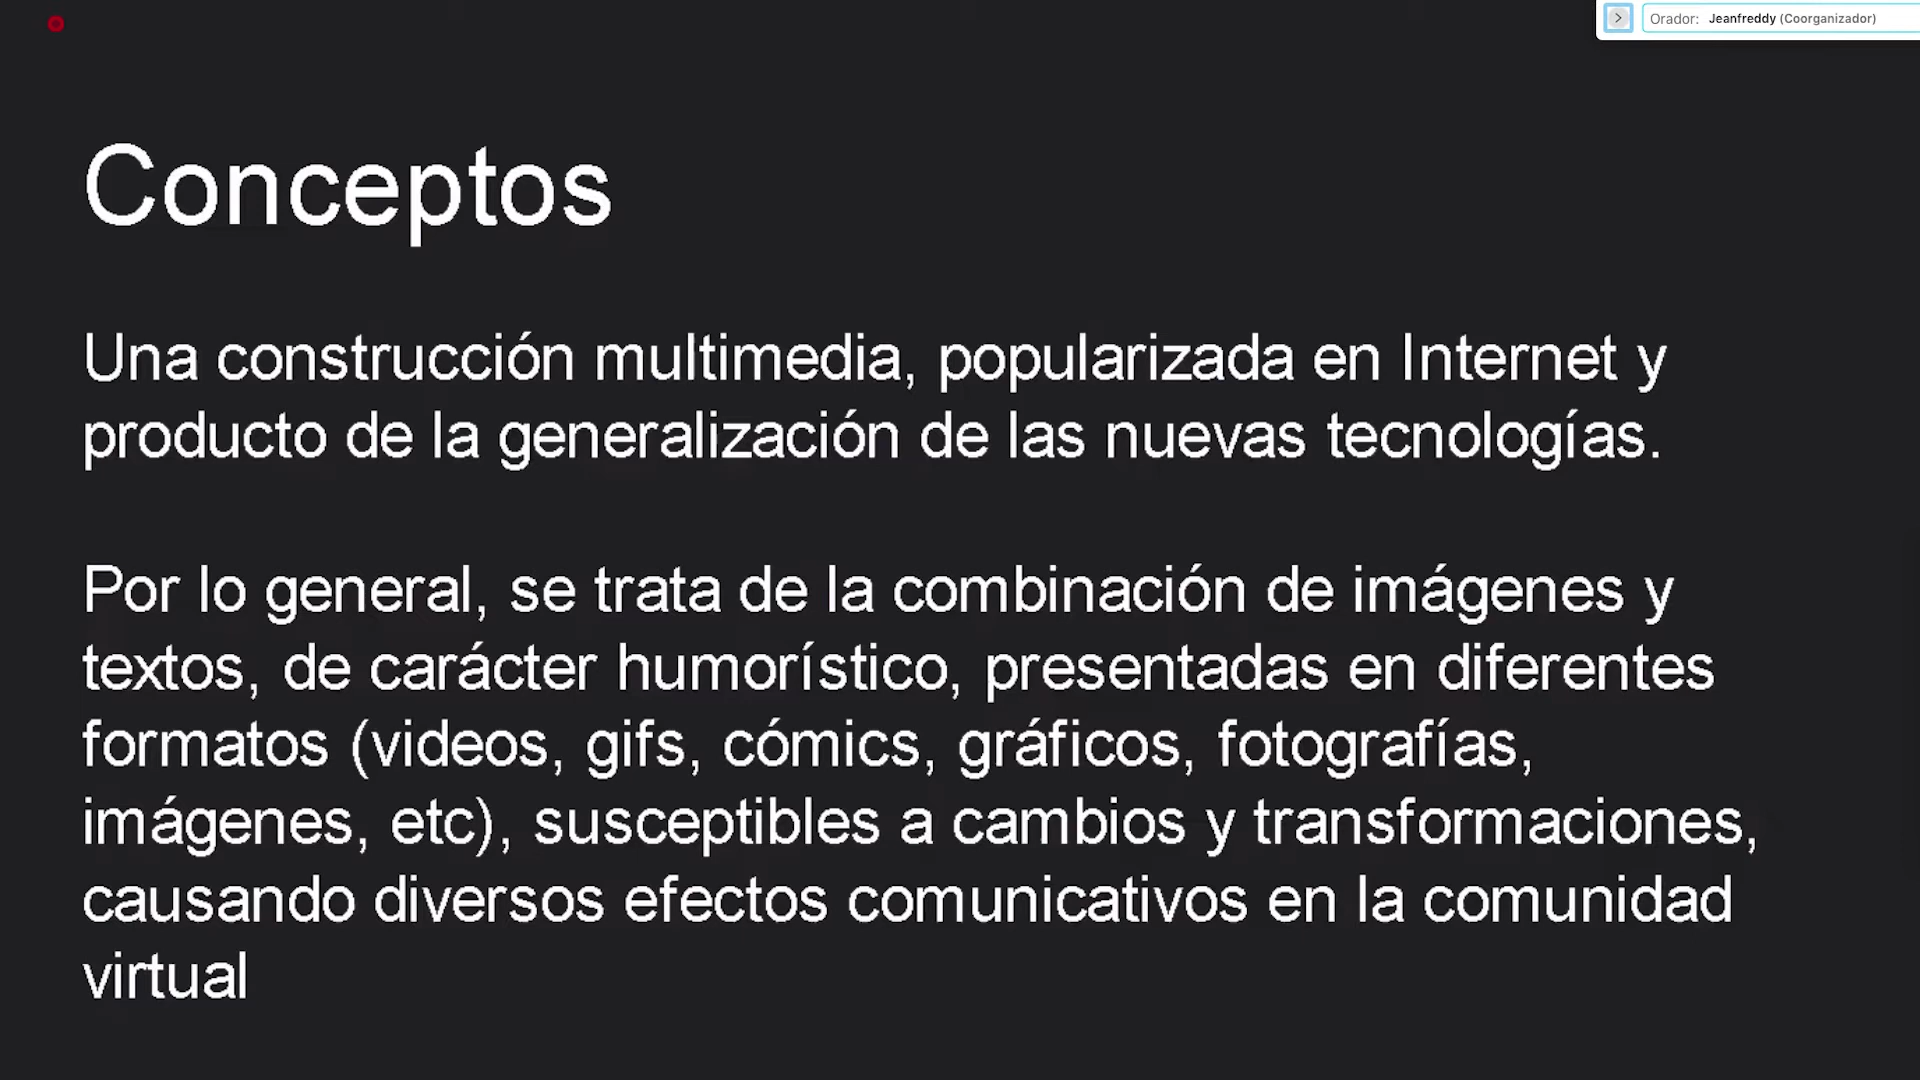 Orador: Jeanfreddy (Coorganizador)
Conceptos
Una construcción multimedia, popularizada en Internet y
producto de la generalización de las nuevas tecnologías.
Por lo general, se trata de la combinación de imágenes y
textos, de carácter humorístico, presentadas en diferentes
formatos (videos, gifs, cómics, gráficos, fotografías,
imágenes, etc), susceptibles a cambios y transformaciones,
causando diversos efectos comunicativos en la comunidad
virtual